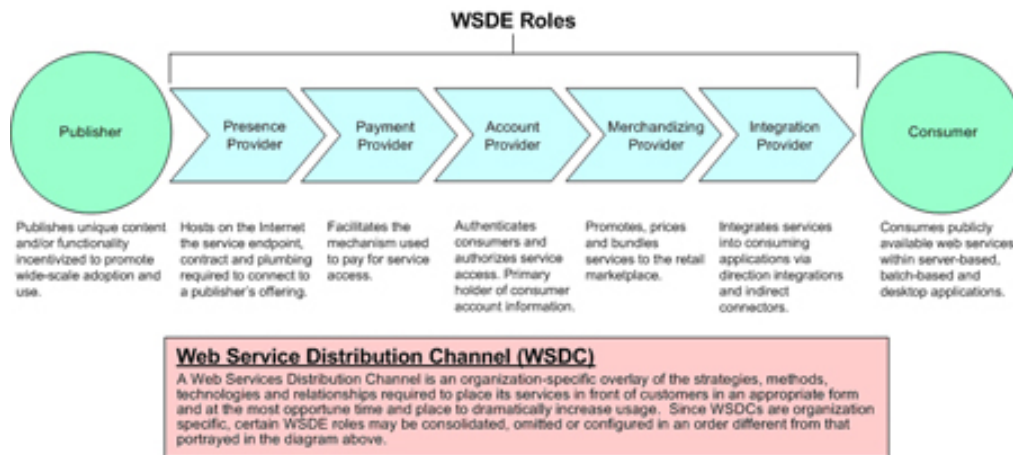 WSDE Roles
Publisher
Presence
Provider
Payment
Provider
Account
Provider
Merchandizing
Provider
Integration
Provider
Consumer
Publishes unique content
and/or functionality
incentivized to promote
wide-scale adoption and
use.
Hosts on the Internet
the service endpoint,
contract and plumbing
required to connect to
a publisher's offering.
Facilitates the
mechanism used
to pay for service
access.
Authenticates
consumers and
authorizes service
access. Primary
holder of consumer
account information.
Promotes, prices
and bundles
services to the retail
marketplace.
Integrates services
into consuming
applications via
direction integrations
and indirect
connectors.
Consumes publicly
available web services
within server-based,
batch-based and
desktop applications.
Web Service Distribution Channel (WSDC)
A Web Services Distribution Channel is an organization-specific overlay of the strategies, methods,
technologies and relationships required to place its services in front of customers in an appropriate form
and at the most opportune time and place to dramatically increase usage. Since WSDCs are organization
specific, certain WSDE roles may be consolidated, omitted or configured in an order different from that
portrayed in the diagram above.